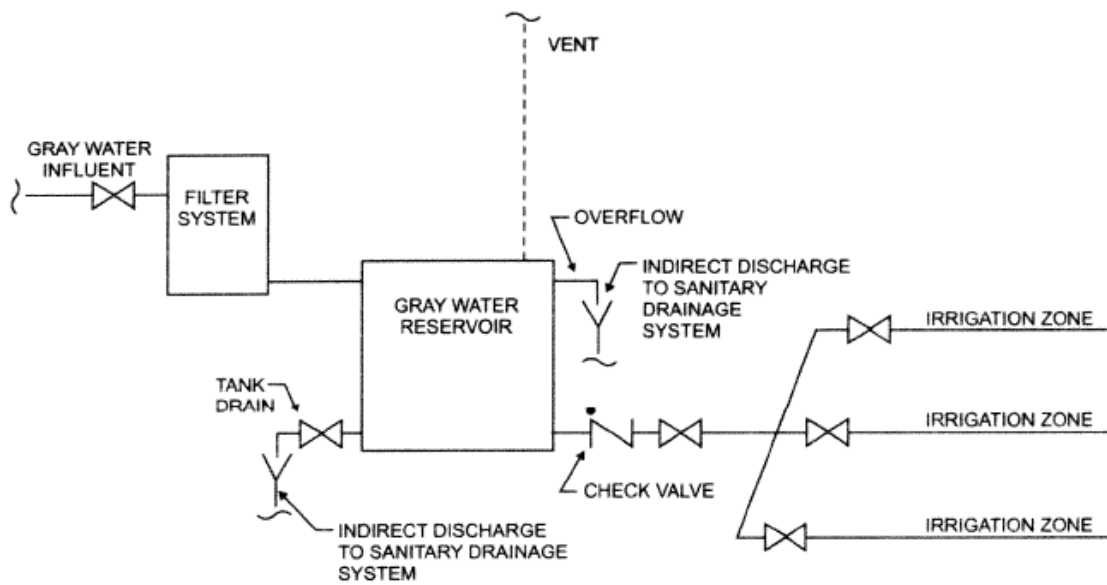 VENT
GRAY WATER
INFLUENT
FILTER
SYSTEM
OVERFLOW
INDIRECT DISCHARGE
TO SANITARY
DRAINAGE
SYSTEM
GRAY WATER
RESERVOIR
IRRIGATION ZONE
TANK
DRAIN
IRRIGATION ZONE
CHECK VALVE
INDIRECT DISCHARGE
TO SANITARY DRAINAGE
SYSTEM
IRRIGATION ZONE